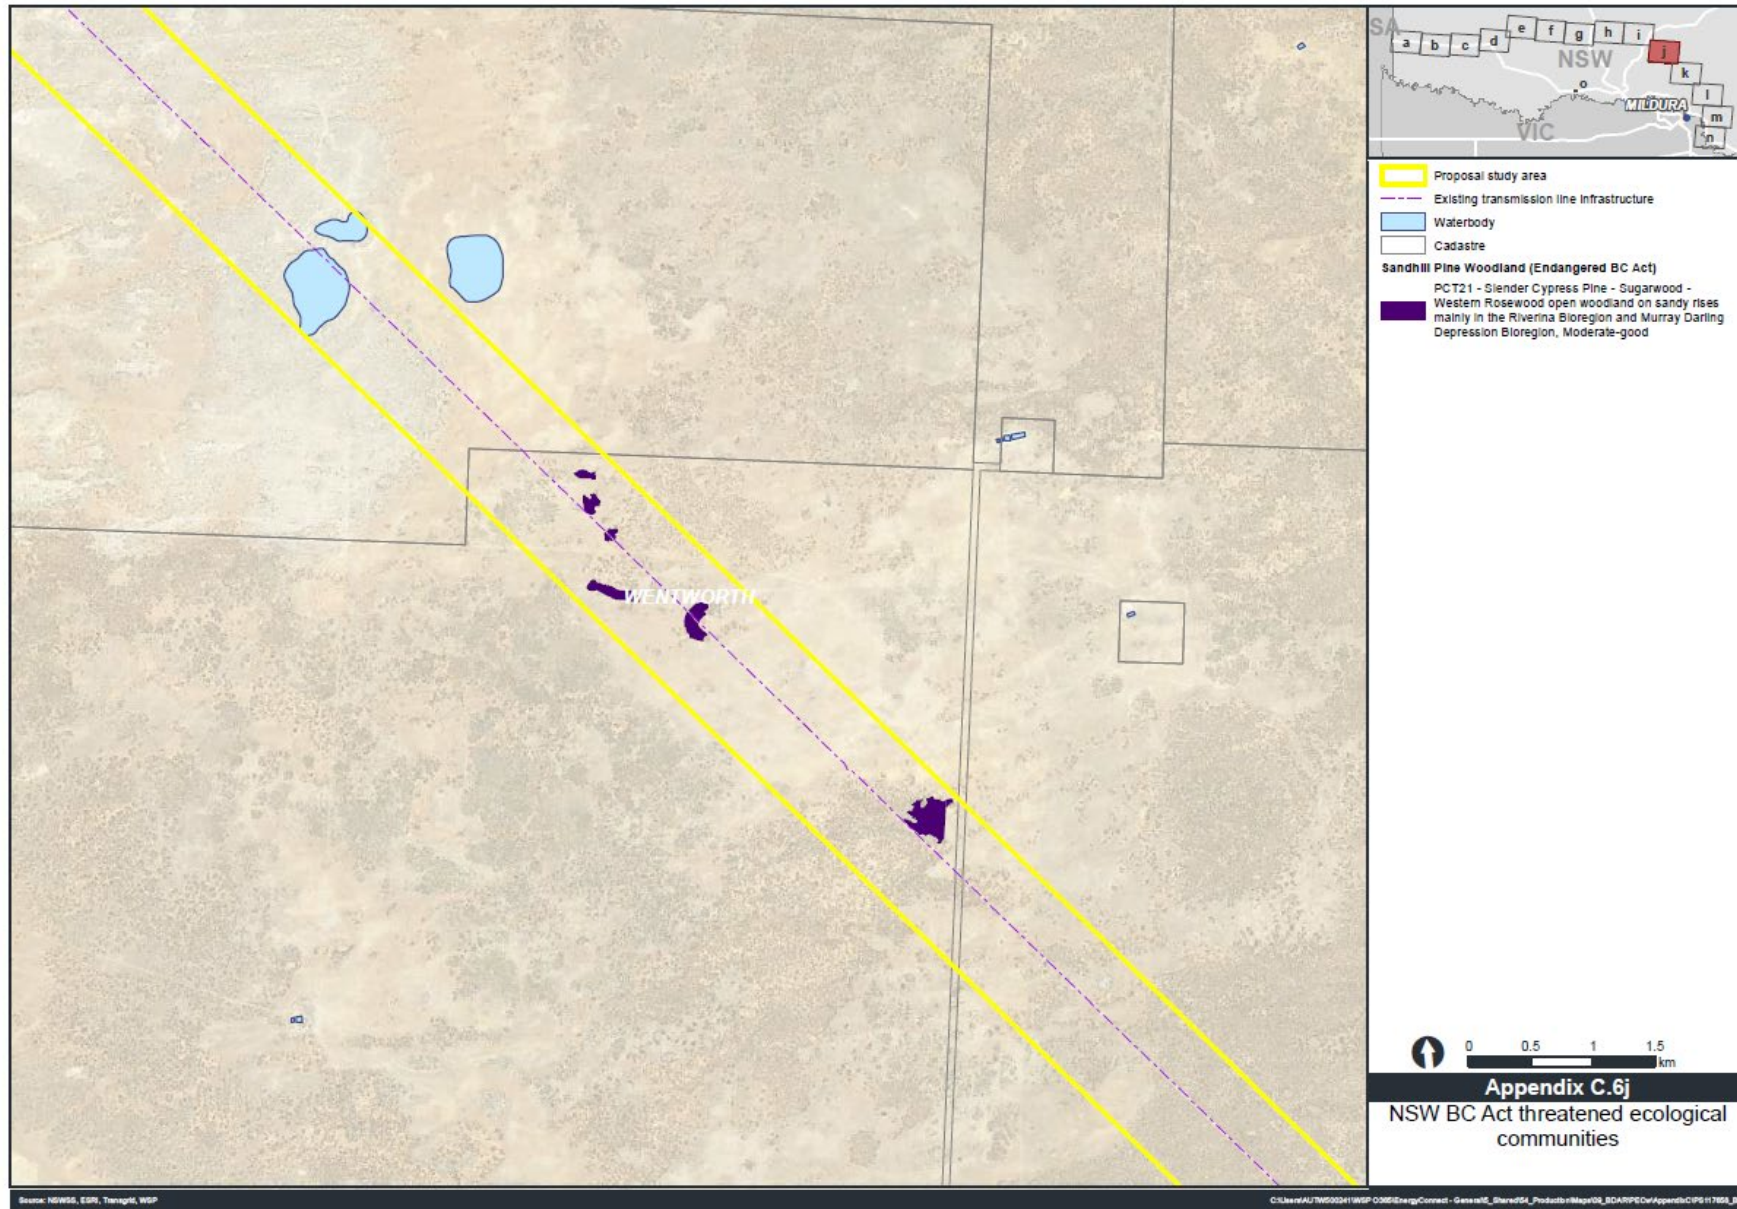 SA
a
b
c
d
e
f
g
h
i
j
NSW
k
o
l
MILDURA
m
VIC
n
Proposal study area
Existing transmission line Infrastructure
Waterbody
Cadastre
Sandhill Pine Woodland (Endangered BC Act)
PCT21 - Slender Cypress Pine - Sugarwood -
Western Rosewood open woodland on sandy rises
mainly in the Riverina Bioregion and Murray Darling
Depression Bioregion, Moderate-good
WENTWORTH
0 0.5 1 1.5
km
Appendix C.6j
NSW BC Act threatened ecological
communities
Source: NSWSS, ESRI, Transgrid, WSP